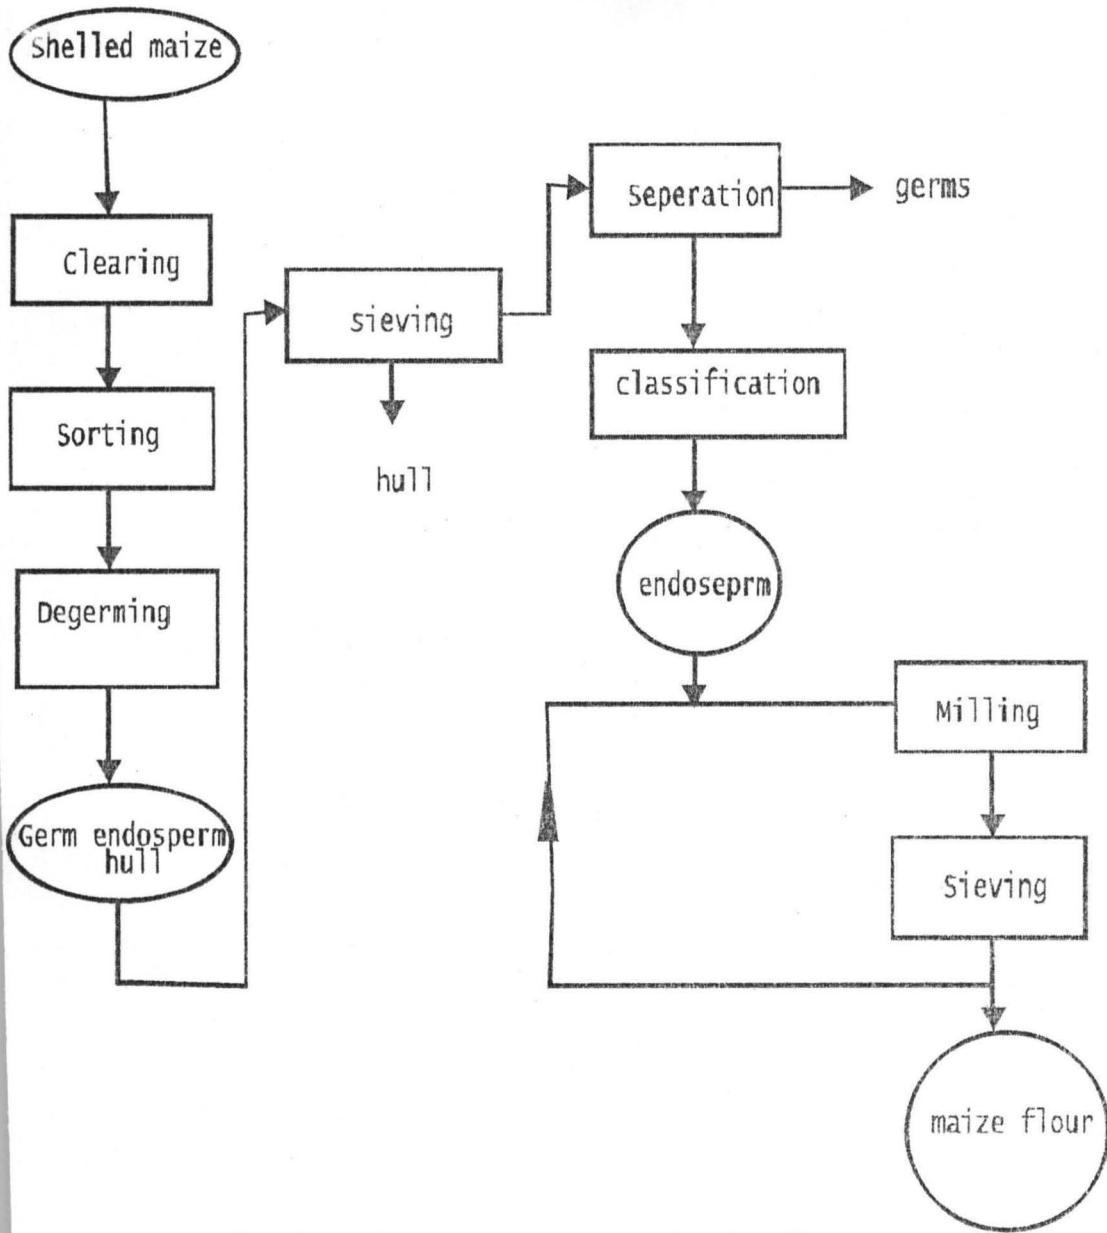 Shelled maize
Clearing
Sorting
Degerming
Germ endosperm
hull
sieving
hull
Seperation
germs
classification
endoseprm
Milling
Sieving
maize flour